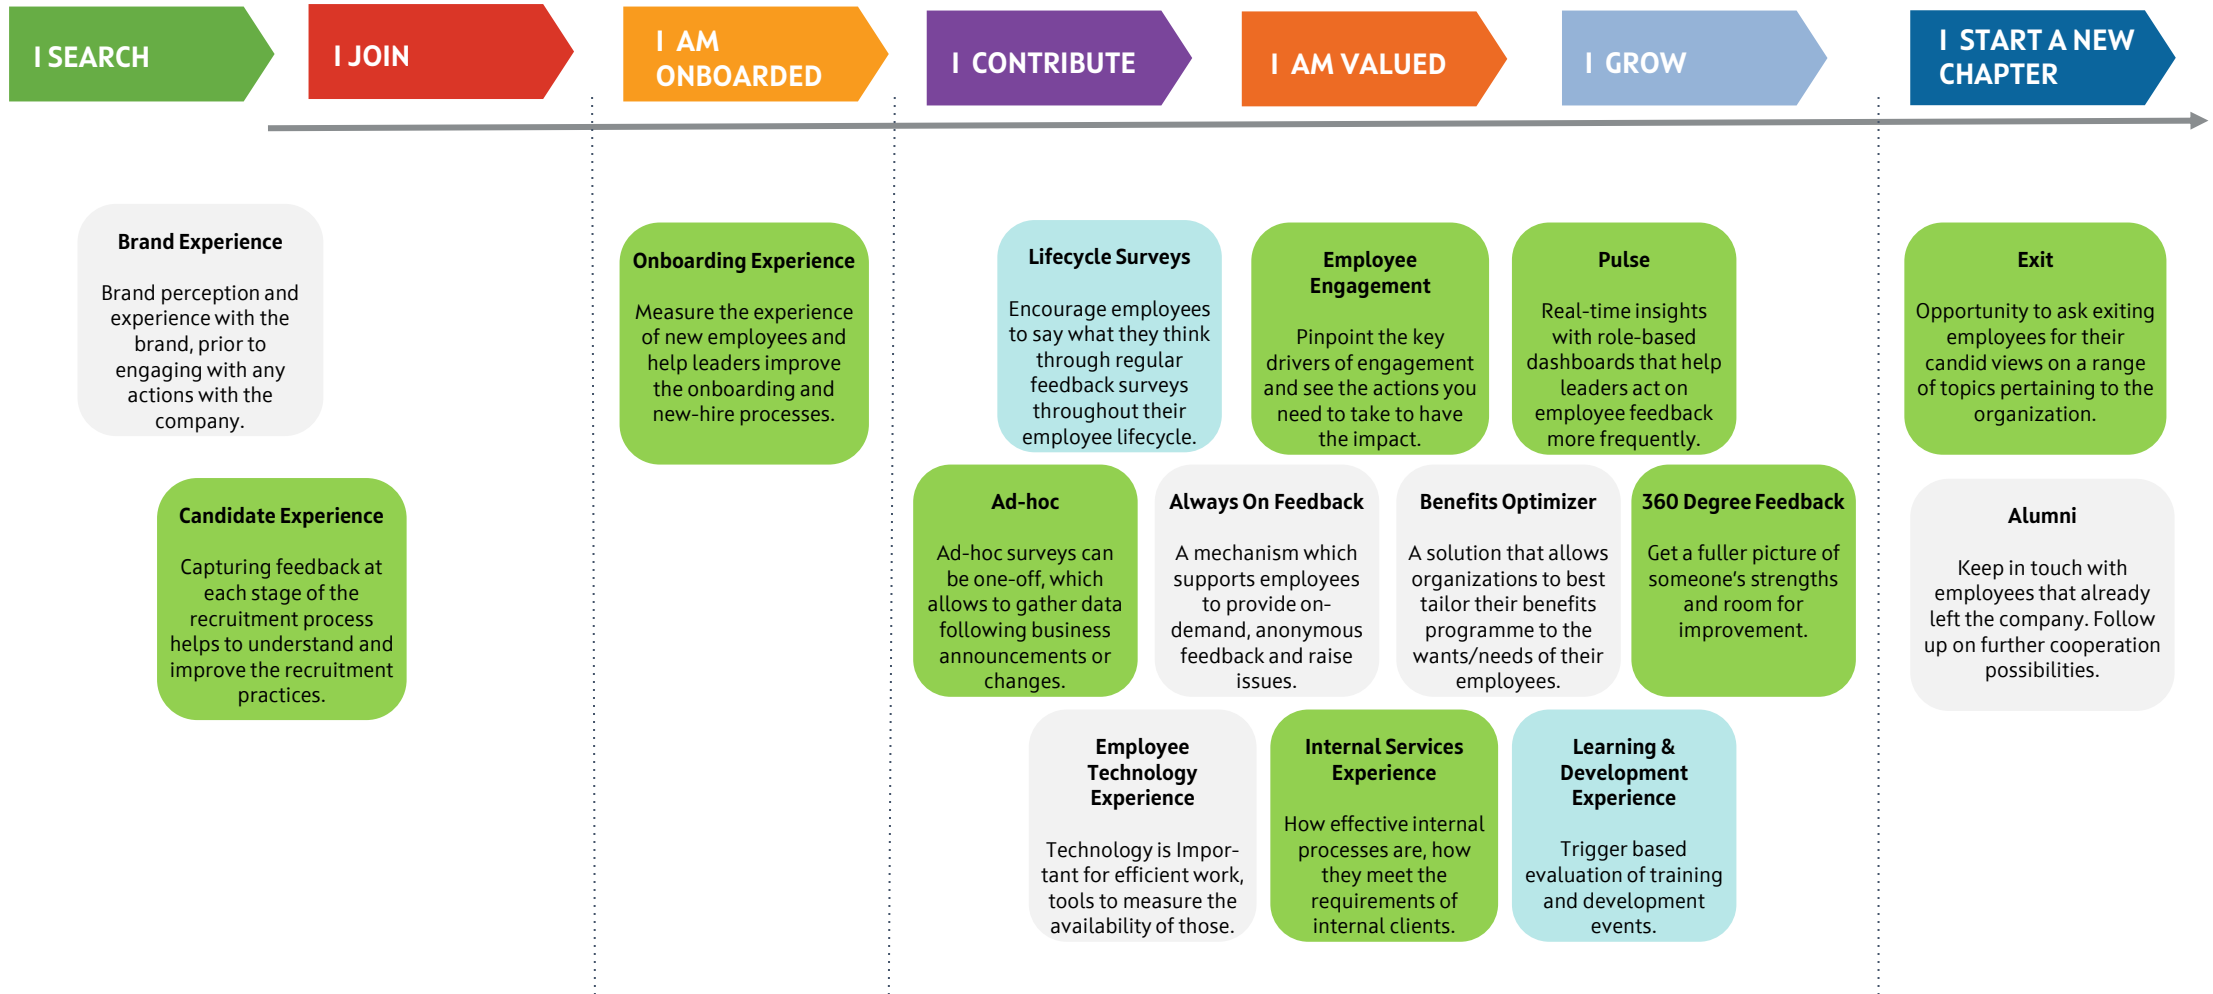 I SEARCH
I JOIN
I AM
ONBOARDED
I CONTRIBUTE
I AM VALUED
I GROW
I START A NEW
CHAPTER
Brand Experience
Brand perception and
experience with the
brand, prior to
engaging with any
actions with the
company.
Candidate Experience
Capturing feedback at
each stage of the
recruitment process
helps to understand and
improve the recruitment
practices.
Onboarding Experience
Measure the experience
of new employees and
help leaders improve
the onboarding and
new-hire processes.
Lifecycle Surveys
Encourage employees
to say what they think
through regular
feedback surveys
throughout their
employee lifecycle.
Employee
Engagement
Pinpoint the key
drivers of engagement
and see the actions you
need to take to have
the impact.
Pulse
Real-time insights
with role-based
dashboards that help
leaders act on
employee feedback
more frequently.
Ad-hoc
Ad-hoc surveys can
be one-off, which
allows to gather data
following business
announcements or
changes.
Always On Feedback
A mechanism which
supports employees
to provide on-
demand, anonymous
feedback and raise
issues.
Benefits Optimizer
A solution that allows
organizations to best
tailor their benefits
programme to the
wants/needs of their
employees.
360 Degree Feedback
Get a fuller picture of
someone's strengths
and room for
improvement.
Employee
Technology
Experience
Technology is Impor-
tant for efficient work,
tools to measure the
availability of those.
Internal Services
Experience
How effective internal
processes are, how
they meet the
requirements of
internal clients.
Learning &
Development
Experience
Trigger based
evaluation of training
and development
events.
Exit
Opportunity to ask exiting
employees for their
candid views on a range
of topics pertaining to the
organization.
Alumni
Keep in touch with
employees that already
left the company. Follow
up on further cooperation
possibilities.